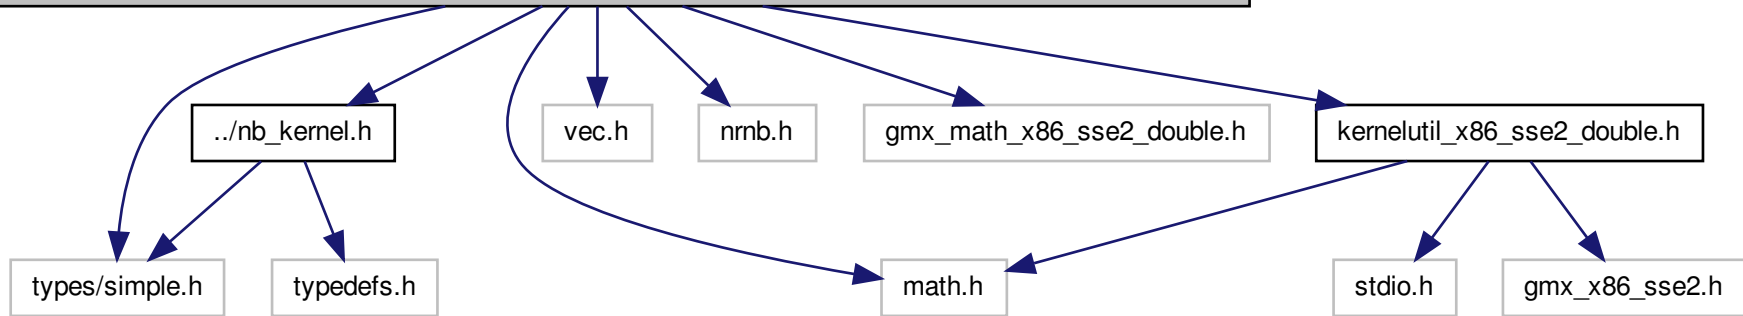 ../nb_kernel.h
vec.h
nrnb.h
gmx_math_x86_sse2_double.h
kernelutil_x86_sse2_double.h
types/simple.h
typedefs.h
math.h
stdio.h
gmx_x86_sse2.h